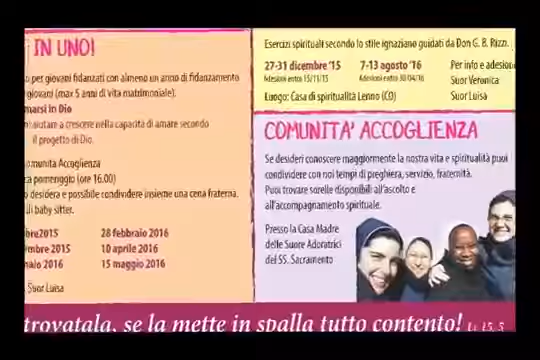 IN UNO!
per giovani fidanzati con almeno un anno di fidanzamento
giovani (max 5 anni di vita matrimoniale).
marsi in Dio
aiutare a crescere nella capacità di amare secondo
il progetto di Dio.
omunità Accoglienza
pomeriggio (ore 16.00)
desidera è possibile condividere insieme una cena fraterna.
di baby sitter.
bre2015 28 febbraio 2016
embre 2015 10 aprile 2016
naio 2016 15 maggio 2016
Suor Luisa
Esercizi spirituali secondo lo stile ignaziano guidati da Don G. B. Rizzi.
27-31 dicembre '15 7-13 agosto '16 Per info e adesion
Adesioni entro 15/11/15 Adesioni entro 30/04/16 Suor Veronica
Luogo: Casa di spiritualità Lenno (CO) Suor Luisa
COMUNITA' ACCOGLIENZA
Se desideri conoscere maggiormente la nostra vita e spiritualità puoi
condividere con noi tempi di preghiera, servizio, fraternità.
Puoi trovare sorelle disponibili all'ascolto e
all'accompagnamento spirituale.
Presso la Casa Madre
delle Suore Adoratrici
del SS. Sacramento
trovatala, se la mette in spalla tutto contento! Lc 15, 5